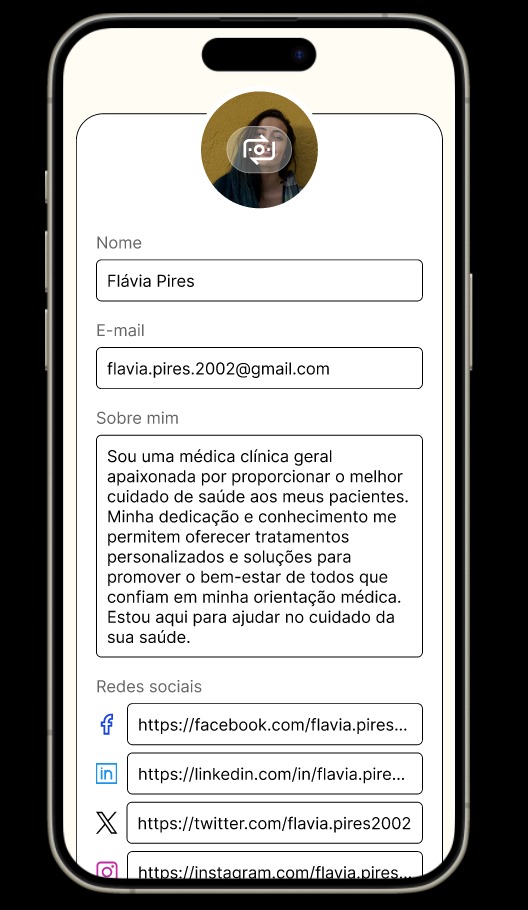 Nome
Flávia Pires
E-mail
flavia.pires.2002@gmail.com
Sobre mim
Sou uma médica clínica geral
apaixonada por proporcionar o melhor
cuidado de saúde aos meus pacientes.
Minha dedicação e conhecimento me
permitem oferecer tratamentos
personalizados e soluções para
promover o bem-estar de todos que
confiam em minha orientação médica.
Estou aqui para ajudar no cuidado da
sua saúde.
Redes sociais
https://facebook.com/flavia.pires...
https://linkedin.com/in/flavia.pire...
https://twitter.com/flavia.pires2002
https://instagram.com/flavia.pires...